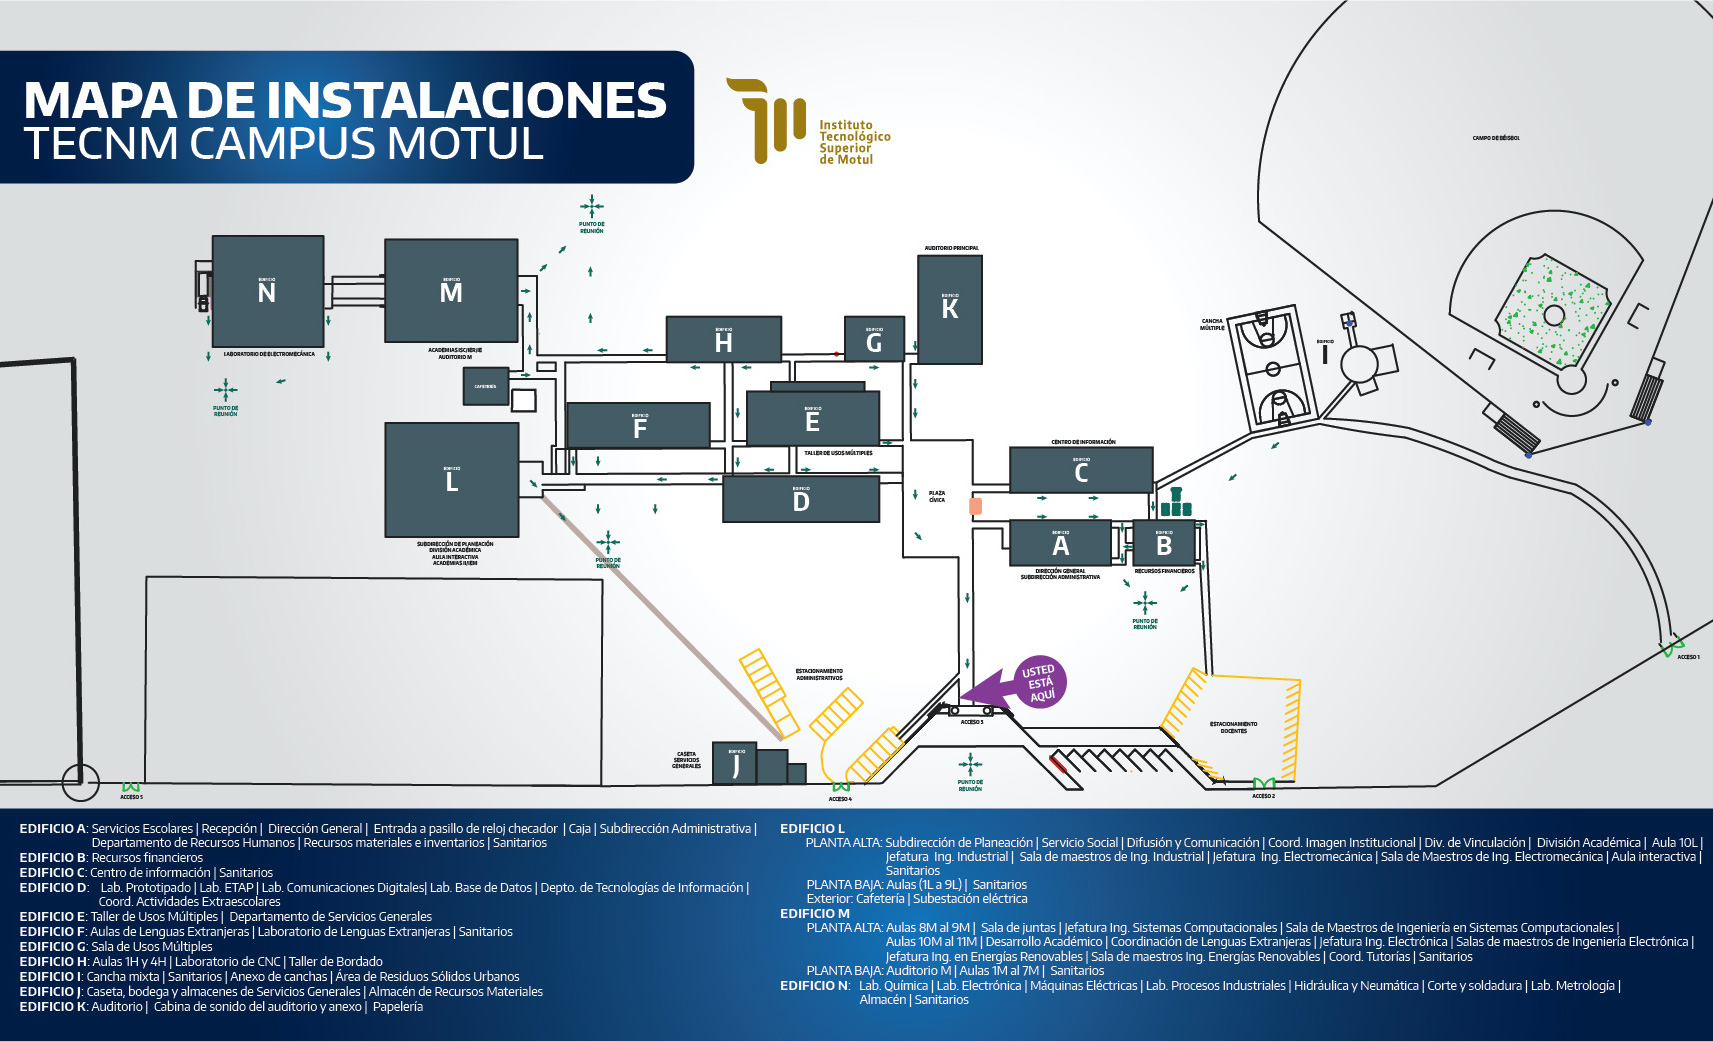 MAPA DE INSTALACIONES
TECNM CAMPUS MOTUL
Instituto
Tecnológico
Superior
de Motul
CAMPO DE BÉISBOL
PUNTO DE
REUNIÓN
EDIFICIO
N
LABORATORIO DE ELECTROMECÁNICA
EDIFICIO
M
ACADEMIAS ISC/IER/IE
AUDITORIO M
PUNTO DE
REUNIÓN
CAFETERÍA
AUDITORIO PRINCIPAL
EDIFICIO
K
EDIFICIO
H
EDIFICIO
G
CANCHA
MÚLTIPLE
EDIFICIO
I
EDIFICIO
F
EDIFICIO
E
TALLER DE USOS MÚLTIPLES
EDIFICIO
L
SUBDIRECCIÓN DE PLANEACIÓN
DIVISIÓN ACADÉMICA
AULA INTERACTIVA
ACADEMIAS II/IEM
EDIFICIO
D
PLAZA
CÍVICA
CENTRO DE INFORMACIÓN
EDIFICIO
C
EDIFICIO
A
DIRECCIÓN GENERAL
SUBDIRECCIÓN ADMINISTRATIVA
EDIFICIO
B
RECURSOS FINANCIEROS
PUNTO DE
REUNIÓN
PUNTO DE
REUNIÓN
ACCESO 1
ESTACIONAMIENTO
ADMINISTRATIVOS
USTED
ESTÁ
AQUÍ
ACCESO 3
ESTACIONAMIENTO
DOCENTES
CASETA
SERVICIOS
GENERALES
EDIFICIO
J
PUNTO DE
REUNIÓN
ACCESO 5
ACCESO 4
ACCESO 2
EDIFICIO A: Servicios Escolares | Recepción | Dirección General | Entrada a pasillo de reloj checador | Caja | Subdirección Administrativa |
Departamento de Recursos Humanos | Recursos materiales e inventarios | Sanitarios
EDIFICIO B: Recursos financieros
EDIFICIO C: Centro de información | Sanitarios
EDIFICIO D: Lab. Prototipado | Lab. ETAP | Lab. Comunicaciones Digitales| Lab. Base de Datos | Depto. de Tecnologías de Información |
Coord. Actividades Extraescolares
EDIFICIO E: Taller de Usos Múltiples | Departamento de Servicios Generales
EDIFICIO F: Aulas de Lenguas Extranjeras | Laboratorio de Lenguas Extranjeras | Sanitarios
EDIFICIO G: Sala de Usos Múltiples
EDIFICIO H: Aulas 1H y 4H | Laboratorio de CNC | Taller de Bordado
EDIFICIO I: Cancha mixta | Sanitarios | Anexo de canchas | Área de Residuos Sólidos Urbanos
EDIFICIO J: Caseta, bodega y almacenes de Servicios Generales | Almacén de Recursos Materiales
EDIFICIO K: Auditorio | Cabina de sonido del auditorio y anexo | Papelería
EDIFICIO L
PLANTA ALTA: Subdirección de Planeación | Servicio Social | Difusión y Comunicación | Coord. Imagen Institucional | Div. de Vinculación | División Académica | Aula 10L |
Jefatura Ing. Industrial | Sala de maestros de Ing. Industrial | Jefatura Ing. Electromecánica | Sala de Maestros de Ing. Electromecánica | Aula interactiva |
Sanitarios
PLANTA BAJA: Aulas (1L a 9L) | Sanitarios
Exterior: Cafetería | Subestación eléctrica
EDIFICIO M
PLANTA ALTA: Aulas 8M al 9M | Sala de juntas | Jefatura Ing. Sistemas Computacionales | Sala de Maestros de Ingeniería en Sistemas Computacionales |
Aulas 10M al 11M | Desarrollo Académico | Coordinación de Lenguas Extranjeras | Jefatura Ing. Electrónica | Salas de maestros de Ingeniería Electrónica |
Jefatura Ing. en Energías Renovables | Sala de maestros Ing. Energías Renovables | Coord. Tutorías | Sanitarios
PLANTA BAJA: Auditorio M | Aulas 1M al 7M | Sanitarios
EDIFICIO N: Lab. Química | Lab. Electrónica | Máquinas Eléctricas | Lab. Procesos Industriales | Hidráulica y Neumática | Corte y soldadura | Lab. Metrología |
Almacén | Sanitarios